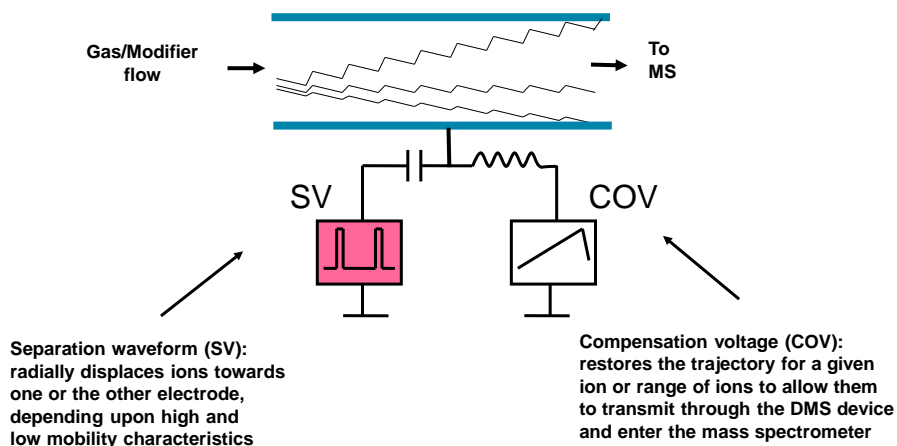 Gas/Modifier
flow
To
MS
SV
COV
Separation waveform (SV):
radially displaces ions towards
one or the other electrode,
depending upon high and
low mobility characteristics
Compensation voltage (COV):
restores the trajectory for a given
ion or range of ions to allow them
to transmit through the DMS device
and enter the mass spectrometer